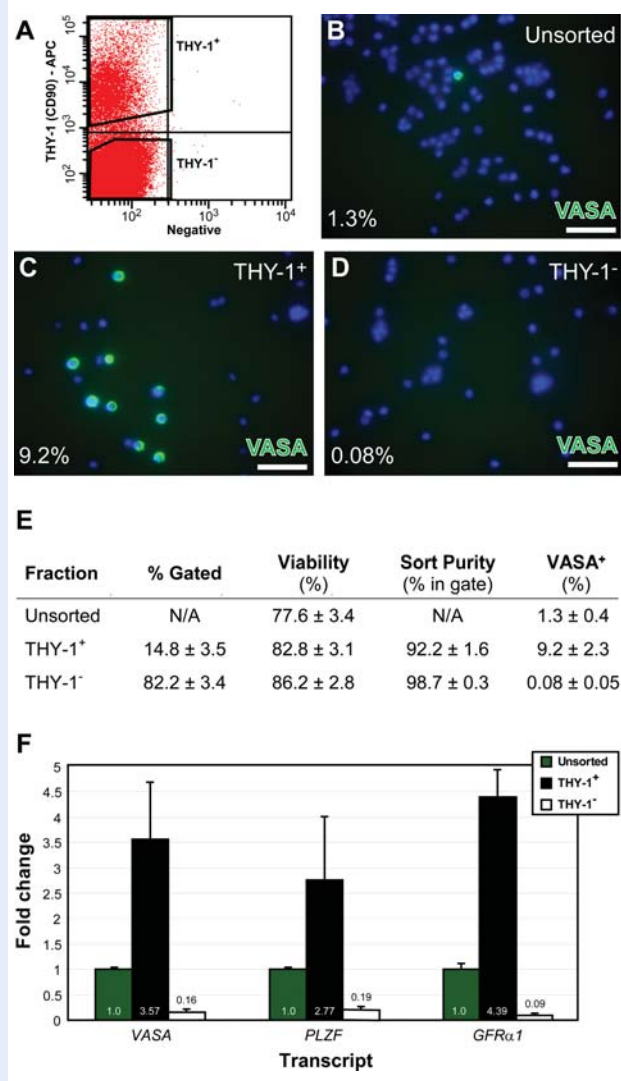 A
THY-1 (CD90) - APC
10⁵
10⁴
10³
10²
THY-1⁺
THY-1⁻
10² 10³ 10⁴
Negative
B
Unsorted
1.3%
VASA
C
THY-1⁺
9.2%
VASA
D
THY-1⁻
0.08%
VASA
E
Fraction % Gated Viability (%) Sort Purity (% in gate) VASA⁺ (%)
Unsorted N/A 77.6 ± 3.4 N/A 1.3 ± 0.4
THY-1⁺ 14.8 ± 3.5 82.8 ± 3.1 92.2 ± 1.6 9.2 ± 2.3
THY-1⁻ 82.2 ± 3.4 86.2 ± 2.8 98.7 ± 0.3 0.08 ± 0.05
F
Fold change
5
4.5
4
3.5
3
2.5
2
1.5
1
0.5
0
Unsorted
THY-1⁺
THY-1⁻
1.0 3.57 0.16
1.0 2.77 0.19
1.0 4.39 0.09
VASA PLZF GFRα1
Transcript